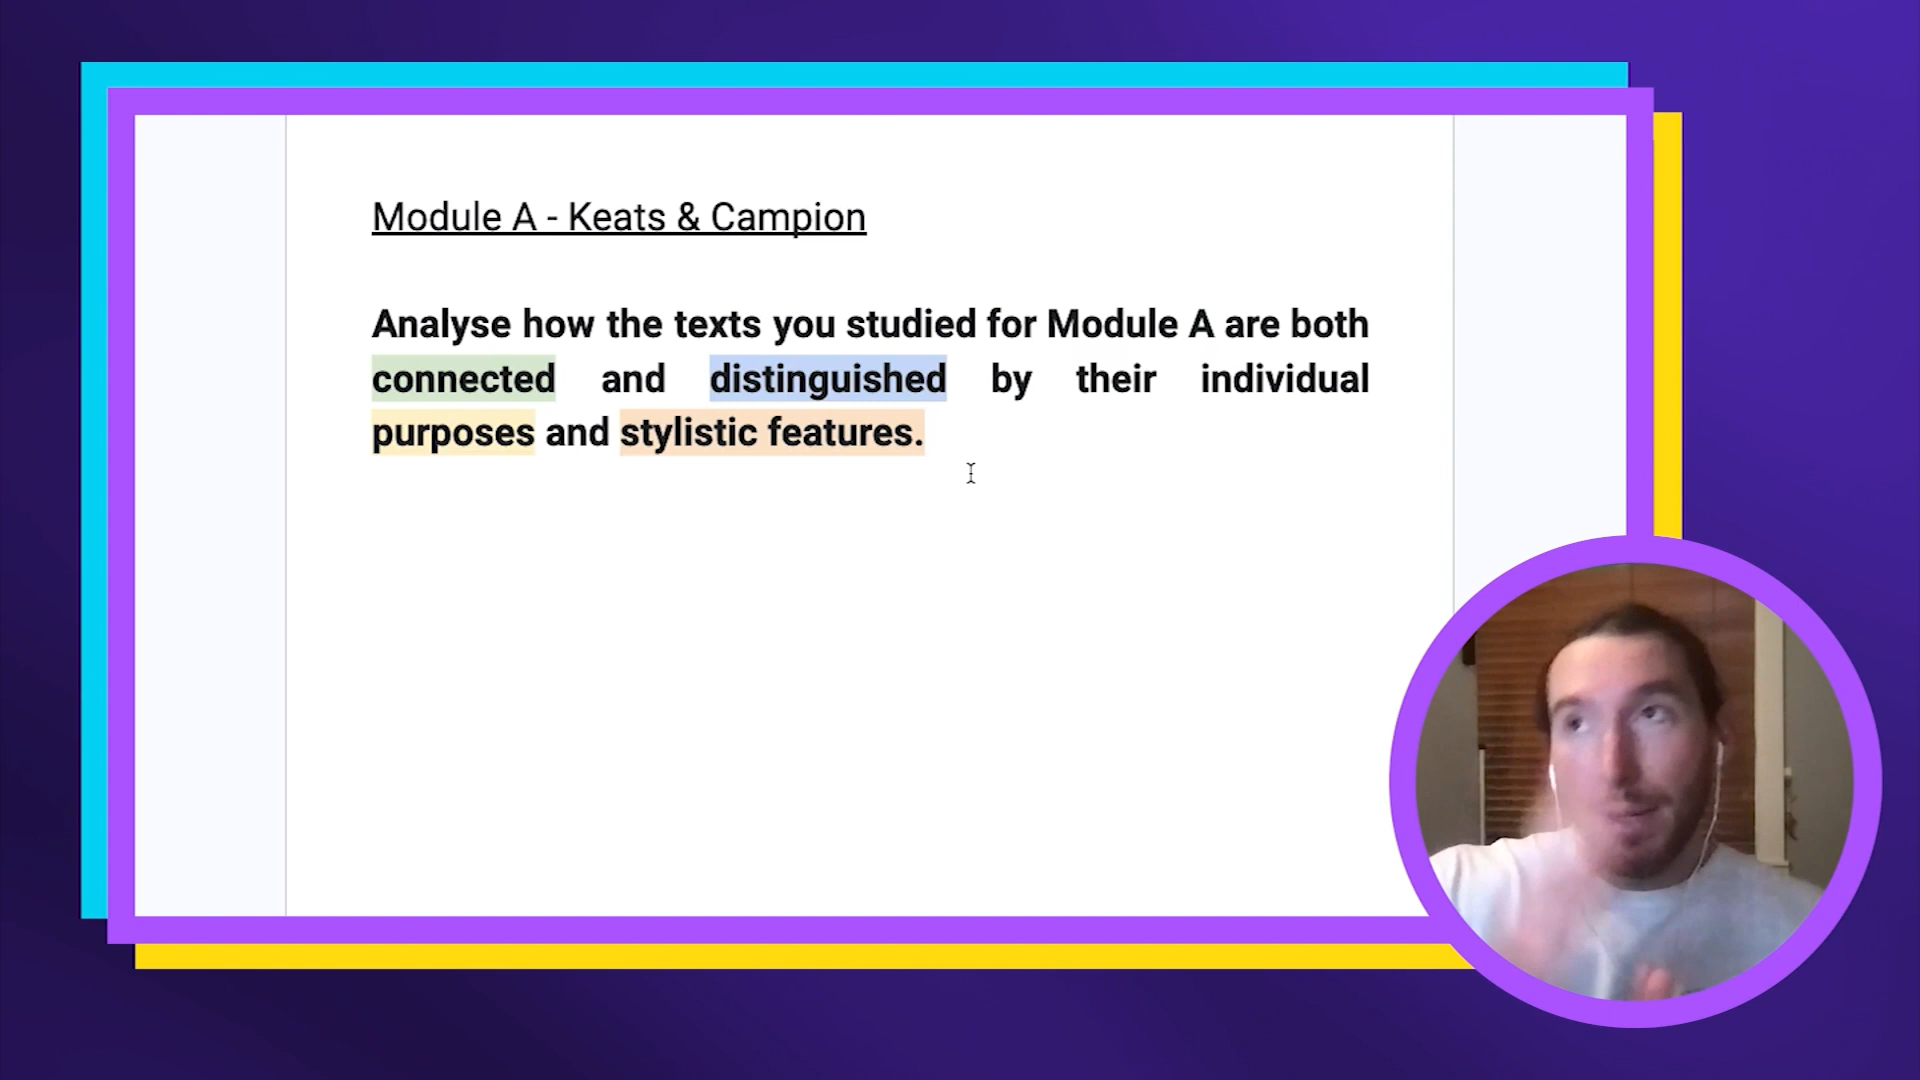 Module A - Keats & Campion
Analyse how the texts you studied for Module A are both
connected and distinguished by their individual
purposes and stylistic features.